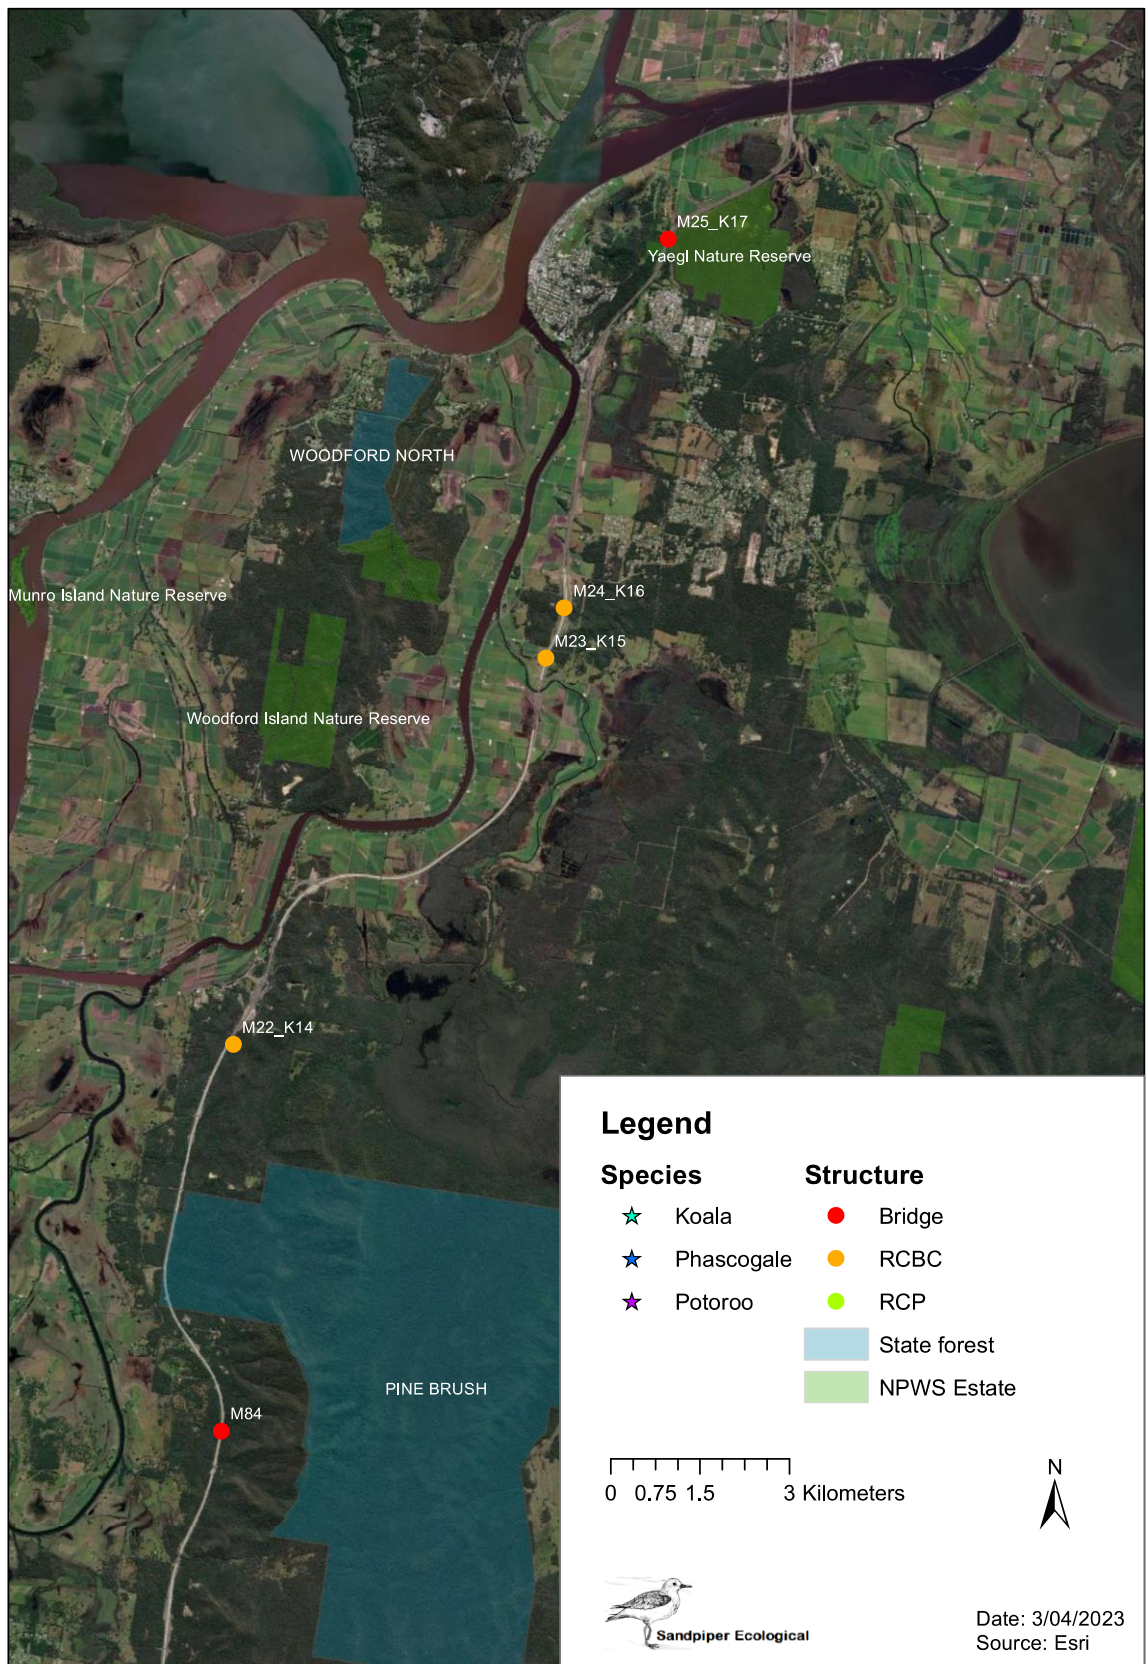 M25_K17
Yaegl Nature Reserve
WOODFORD NORTH
Munro Island Nature Reserve
M24_K16
M23_K15
Woodford Island Nature Reserve
M22_K14
PINE BRUSH
M84
Legend
Species
Koala
Phascogale
Potoroo
Structure
Bridge
RCBC
RCP
State forest
NPWS Estate
0 0.75 1.5 3 Kilometers
N
Sandpiper Ecological
Date: 3/04/2023
Source: Esri